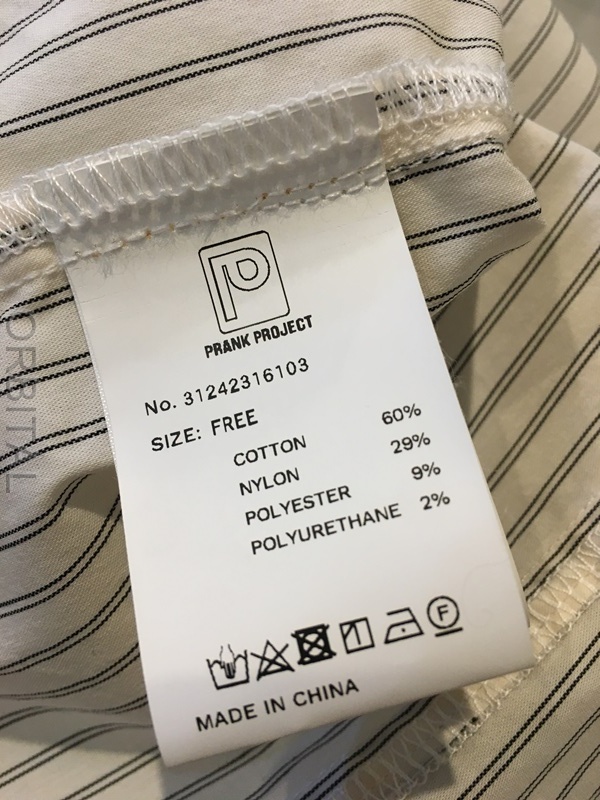 PRANK PROJECT
No. 31242316103
SIZE: FREE
COTTON 60%
NYLON 29%
POLYESTER 9%
POLYURETHANE 2%
F
MADE IN CHINA
ORBITAL